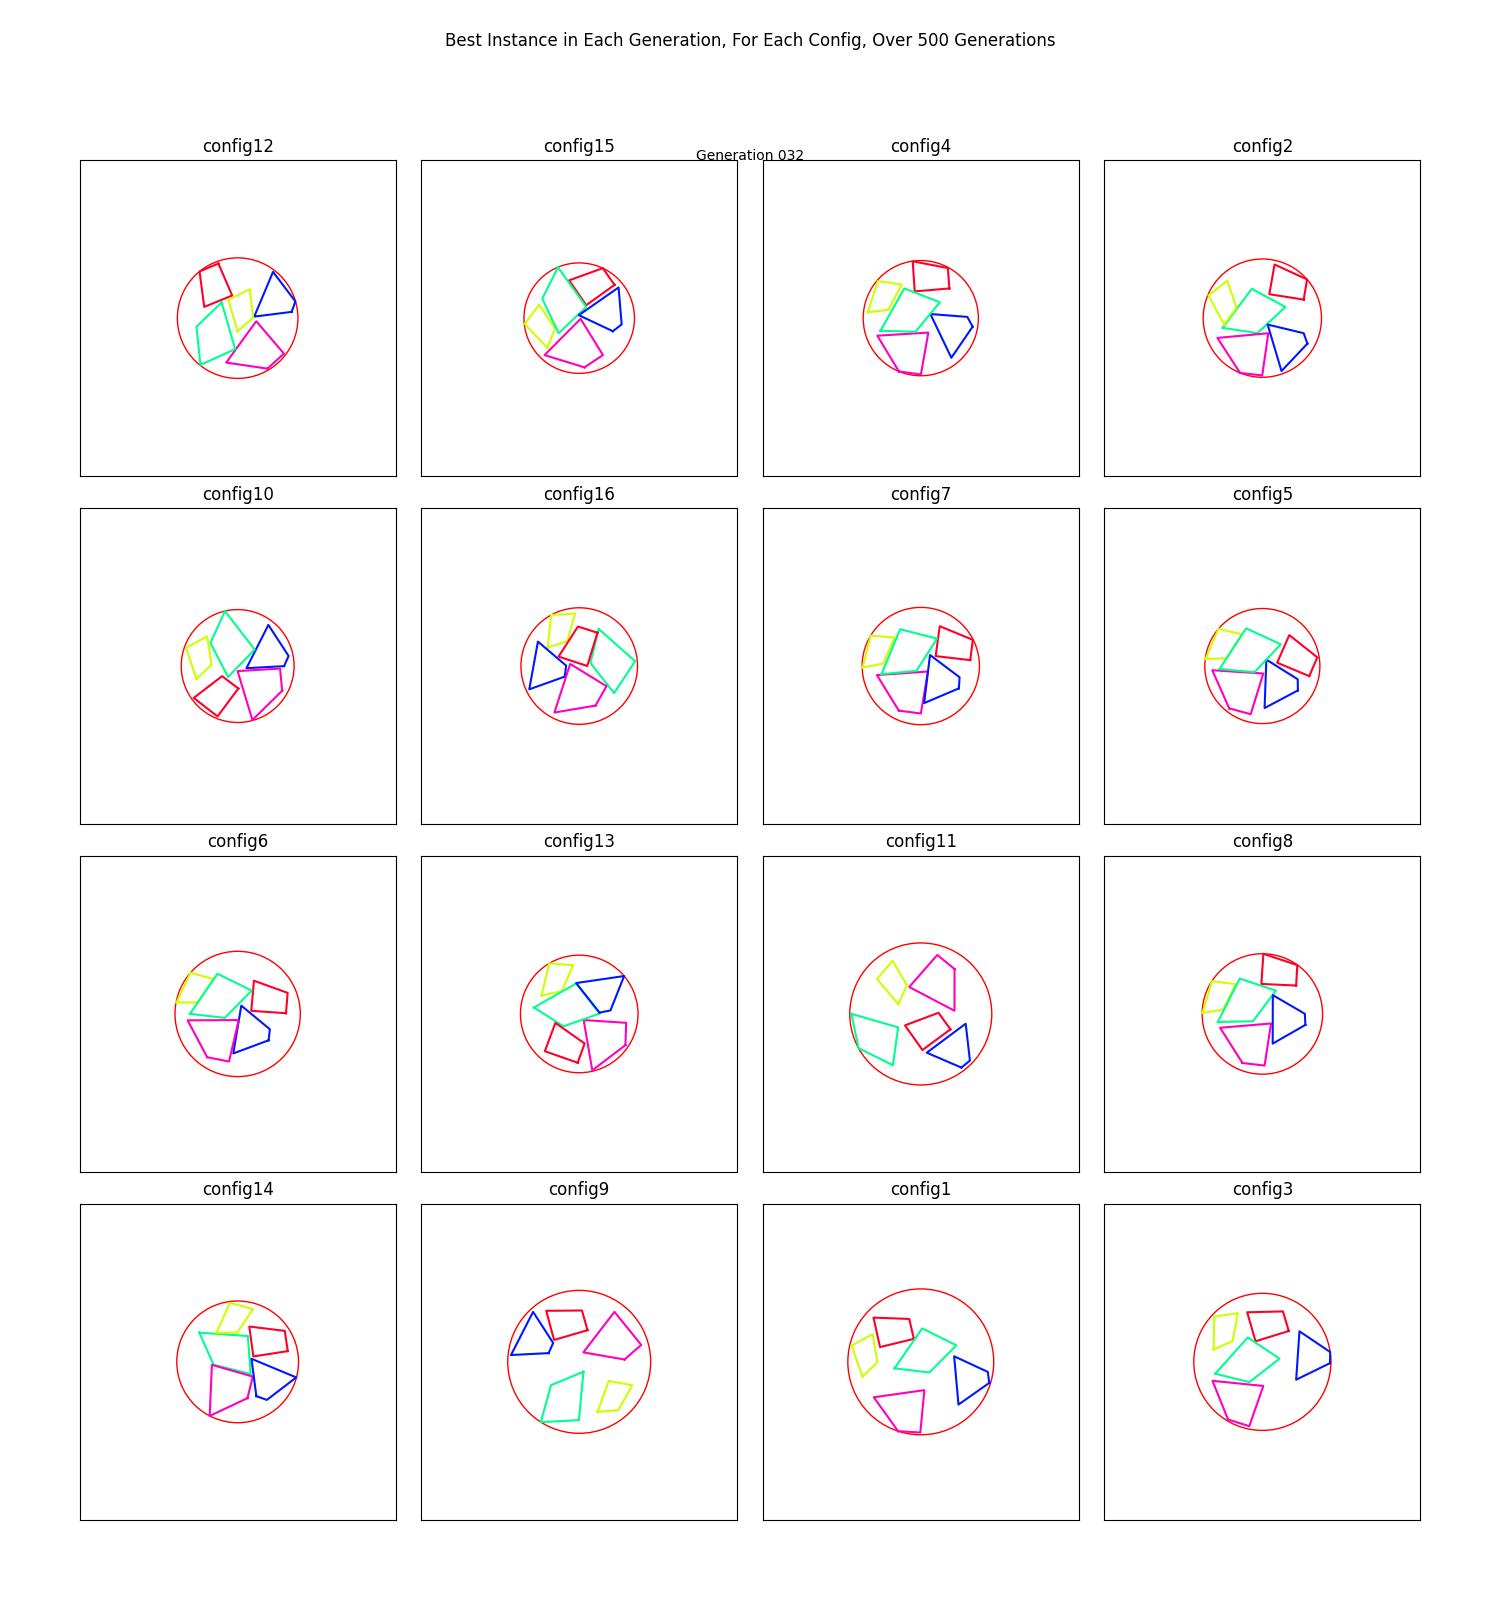 Best Instance in Each Generation, For Each Config, Over 500 Generations
Generation 032
config12
config15
config4
config2
config10
config16
config7
config5
config6
config13
config11
config8
config14
config9
config1
config3